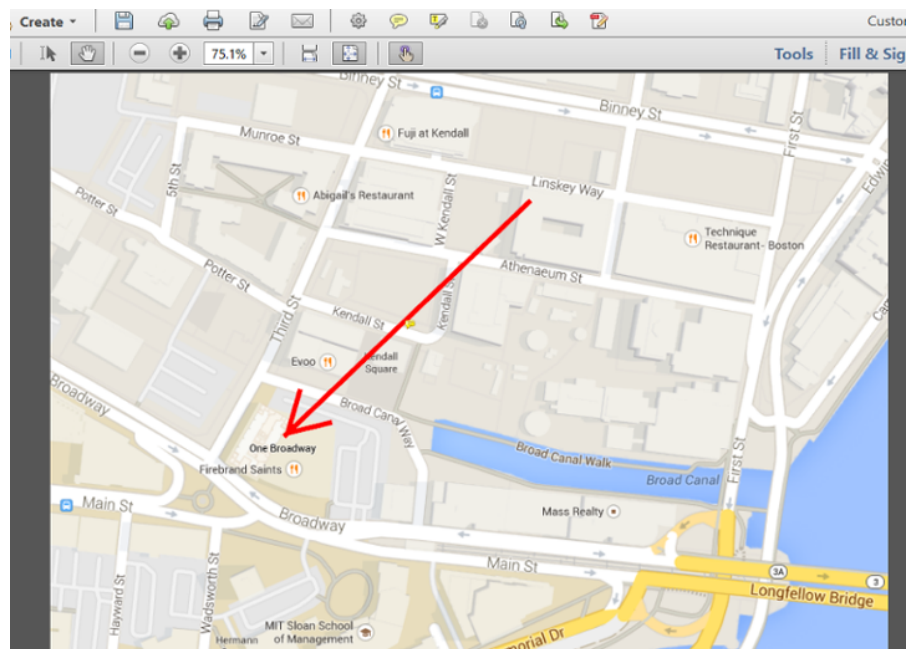 Create
Custo
75.1%
Tools
Fill & Sig
Binney St
Binney St
Munroe St
Fuji at Kendall
First St
5th St
Abigail's Restaurant
W Kendall St
Linskey Way
Edwin
Potter St
Technique
Restaurant- Boston
Potter St
Athenaeum St
Third St
Kendall St
Kendall St
Evoo
Kendall
Square
Broadway
Broad Canal Way
One Broadway
Firebrand Saints
Broad Canal Walk
Broad Canal
First St
Main St
Broadway
Mass Realty
Main St
3A
3
Longfellow Bridge
Hayward St
Wadsworth St
MIT Sloan School
of Management
Hermann
morial Dr